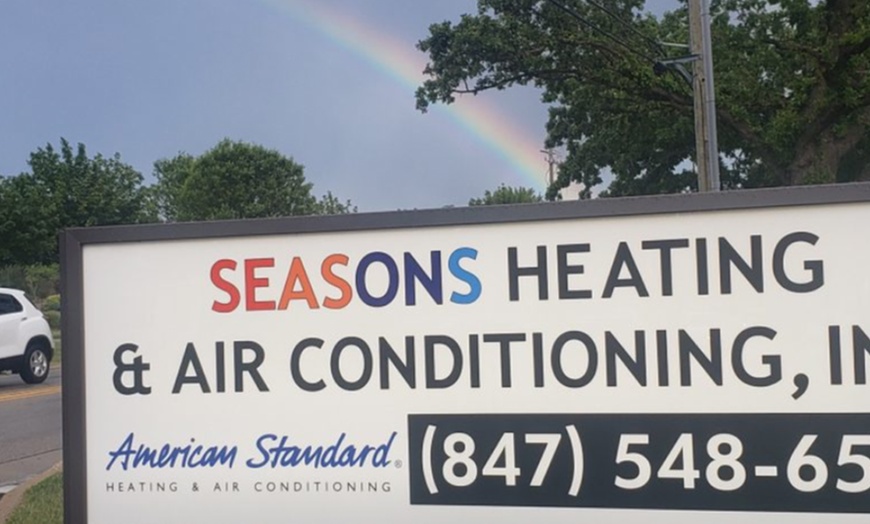 SEASONS HEATING
& AIR CONDITIONING, IN
American Standard®
HEATING & AIR CONDITIONING
(847) 548-65